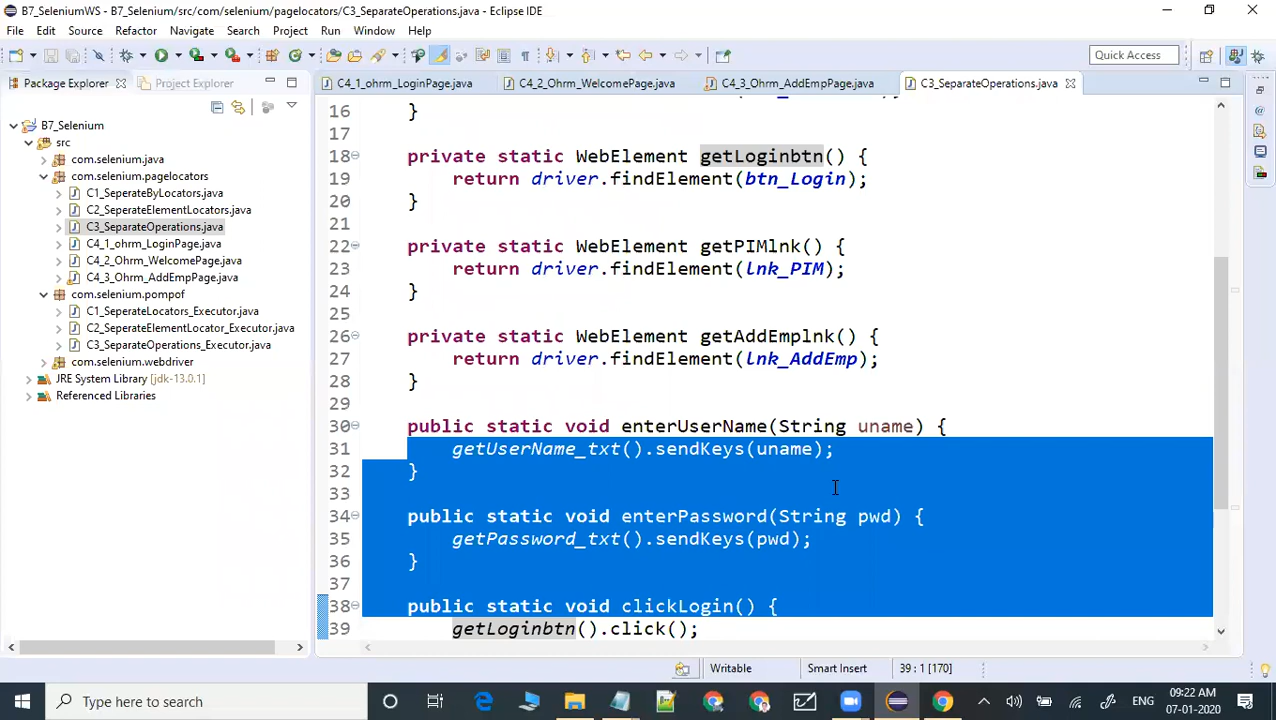 B7_SeleniumWS - B7_Selenium/src/com/selenium/pagelocators/C3_SeparateOperations.java - Eclipse IDE
File Edit Source Refactor Navigate Search Project Run Window Help
Quick Access
Package Explorer Project Explorer
C4_1_ohrm_LoginPage.java C4_2_Ohrm_WelcomePage.java C4_3_Ohrm_AddEmpPage.java C3_SeparateOperations.java
B7_Selenium
src
com.selenium.java
com.selenium.pagelocators
C1_SeperateByLocators.java
C2_SeperateElementLocators.java
C3_SeparateOperations.java
C4_1_ohrm_LoginPage.java
C4_2_Ohrm_WelcomePage.java
C4_3_Ohrm_AddEmpPage.java
com.selenium.pompof
C1_SeperateLocators_Executor.java
C2_SeperateElementLocator_Executor.java
C3_SeperateOperations_Executor.java
com.selenium.webdriver
JRE System Library [jdk-13.0.1]
Referenced Libraries
16 }
17
18 private static WebElement getLoginbtn() {
19 return driver.findElement(btn_Login);
20 }
21
22 private static WebElement getPIMlnk() {
23 return driver.findElement(lnk_PIM);
24 }
25
26 private static WebElement getAddEmplnk() {
27 return driver.findElement(lnk_AddEmp);
28 }
29
30 public static void enterUserName(String uname) {
31 getUserName_txt().sendKeys(uname);
32 }
33
34 public static void enterPassword(String pwd) {
35 getPassword_txt().sendKeys(pwd);
36 }
37
38 public static void clickLogin() {
39 getLoginbtn().click();
Writable Smart Insert 39 : 1 [170]
Type here to search
ENG
09:22 AM
07-01-2020